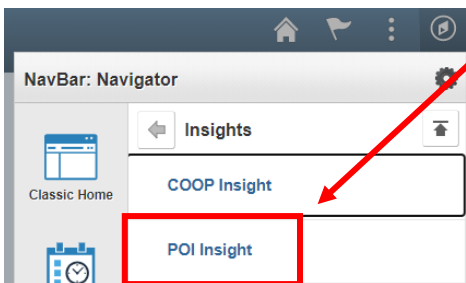 NavBar: Navigator
Insights
Classic Home
COOP Insight
POI Insight